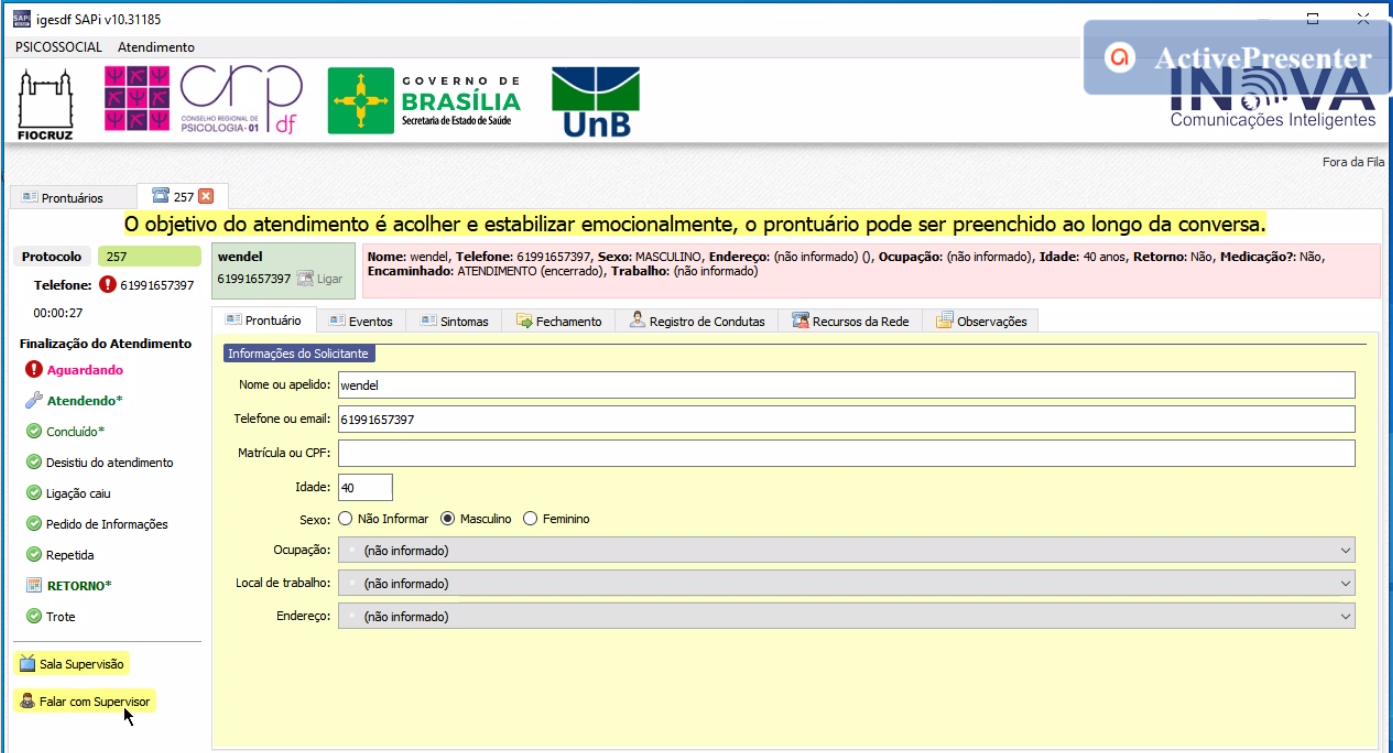 igesdf SAPi v10.31185
PSICOSSOCIAL Atendimento
ActivePresenter
FIOCRUZ
crp df
CONSELHO REGIONAL DE
PSICOLOGIA-01
GOVERNO DE
BRASÍLIA
Secretaria de Estado de Saúde
UnB
INOVA
Comunicações Inteligentes
Fora da Fila
Prontuários
257
O objetivo do atendimento é acolher e estabilizar emocionalmente, o prontuário pode ser preenchido ao longo da conversa.
Protocolo 257
Telefone: 61991657397
00:00:27
Finalização do Atendimento
Aguardando
Atendendo*
Concluído*
Desistiu do atendimento
Ligação caiu
Pedido de Informações
Repetida
RETORNO*
Trote
Sala Supervisão
Falar com Supervisor
wendel
61991657397 Ligar
Nome: wendel, Telefone: 61991657397, Sexo: MASCULINO, Endereço: (não informado) (), Ocupação: (não informado), Idade: 40 anos, Retorno: Não, Medicação?: Não,
Encaminhado: ATENDIMENTO (encerrado), Trabalho: (não informado)
Prontuário Eventos Sintomas Fechamento Registro de Condutas Recursos da Rede Observações
Informações do Solicitante
Nome ou apelido: wendel
Telefone ou email: 61991657397
Matrícula ou CPF:
Idade: 40
Sexo: Não Informar Masculino Feminino
Ocupação: (não informado)
Local de trabalho: (não informado)
Endereço: (não informado)